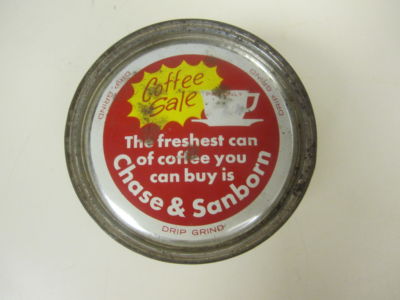 Coffee
Sale
The freshest can
of coffee you
can buy is
Chase & Sanborn
DRIP GRIND
DRIP GRIND
DRIP GRIND